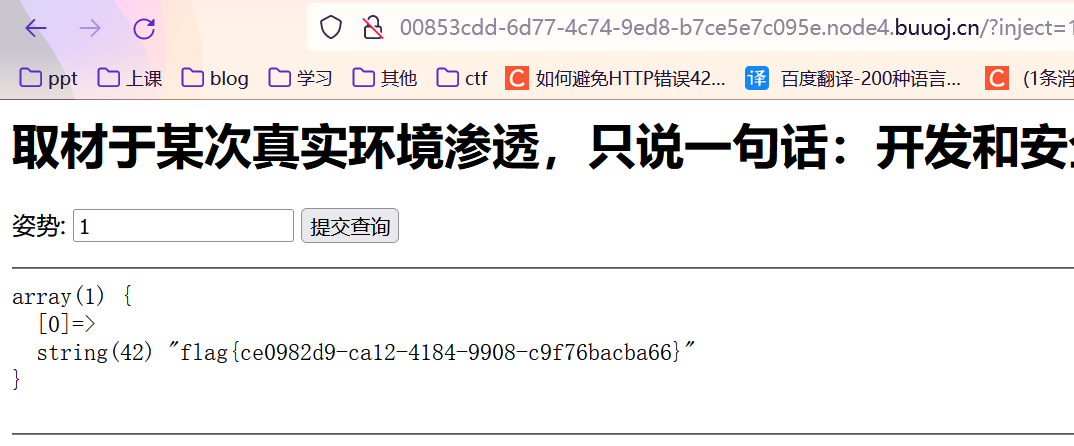 00853cdd-6d77-4c74-9ed8-b7ce5e7c095e.node4.buuoj.cn/?inject=1
ppt 上课 blog 学习 其他 ctf C 如何避免HTTP错误42... 译 百度翻译-200种语言... C (1条消
取材于某次真实环境渗透，只说一句话：开发和安全
姿势: 1 提交查询
array(1) {
[0]=>
string(42) "flag{ce0982d9-ca12-4184-9908-c9f76bacba66}"
}